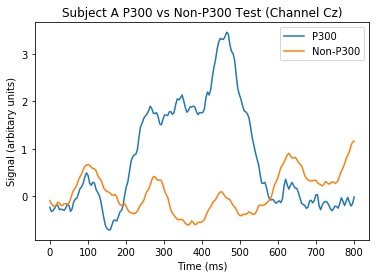 Subject A P300 vs Non-P300 Test (Channel Cz)
P300
Non-P300
Signal (arbitary units)
3
2
1
0
0 100 200 300 400 500 600 700 800
Time (ms)